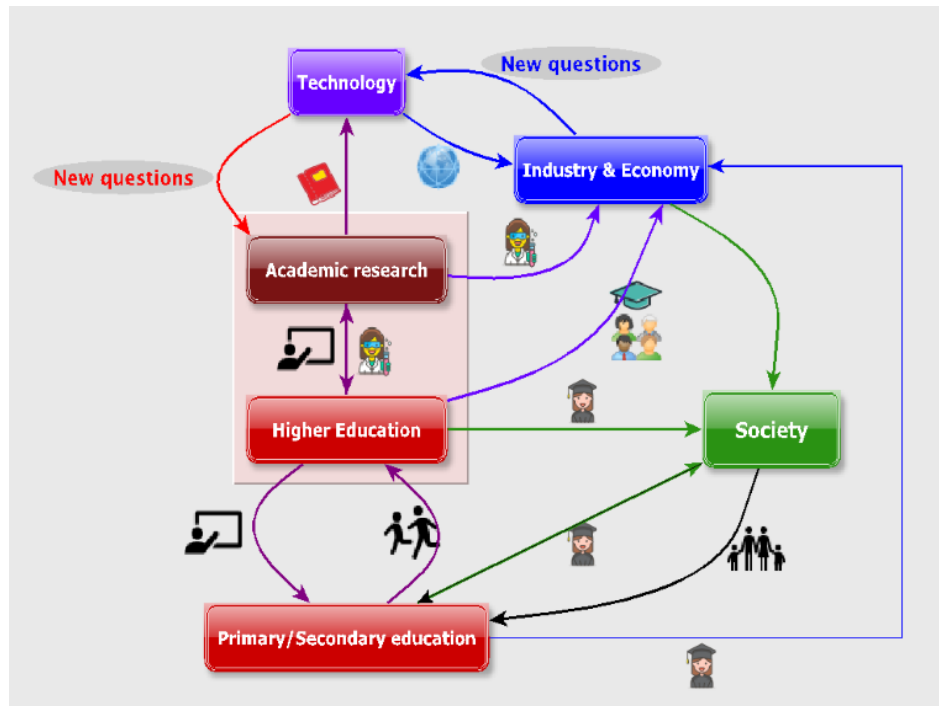 New questions
Technology
Industry & Economy
New questions
Academic research
Higher Education
Society
Primary/Secondary education